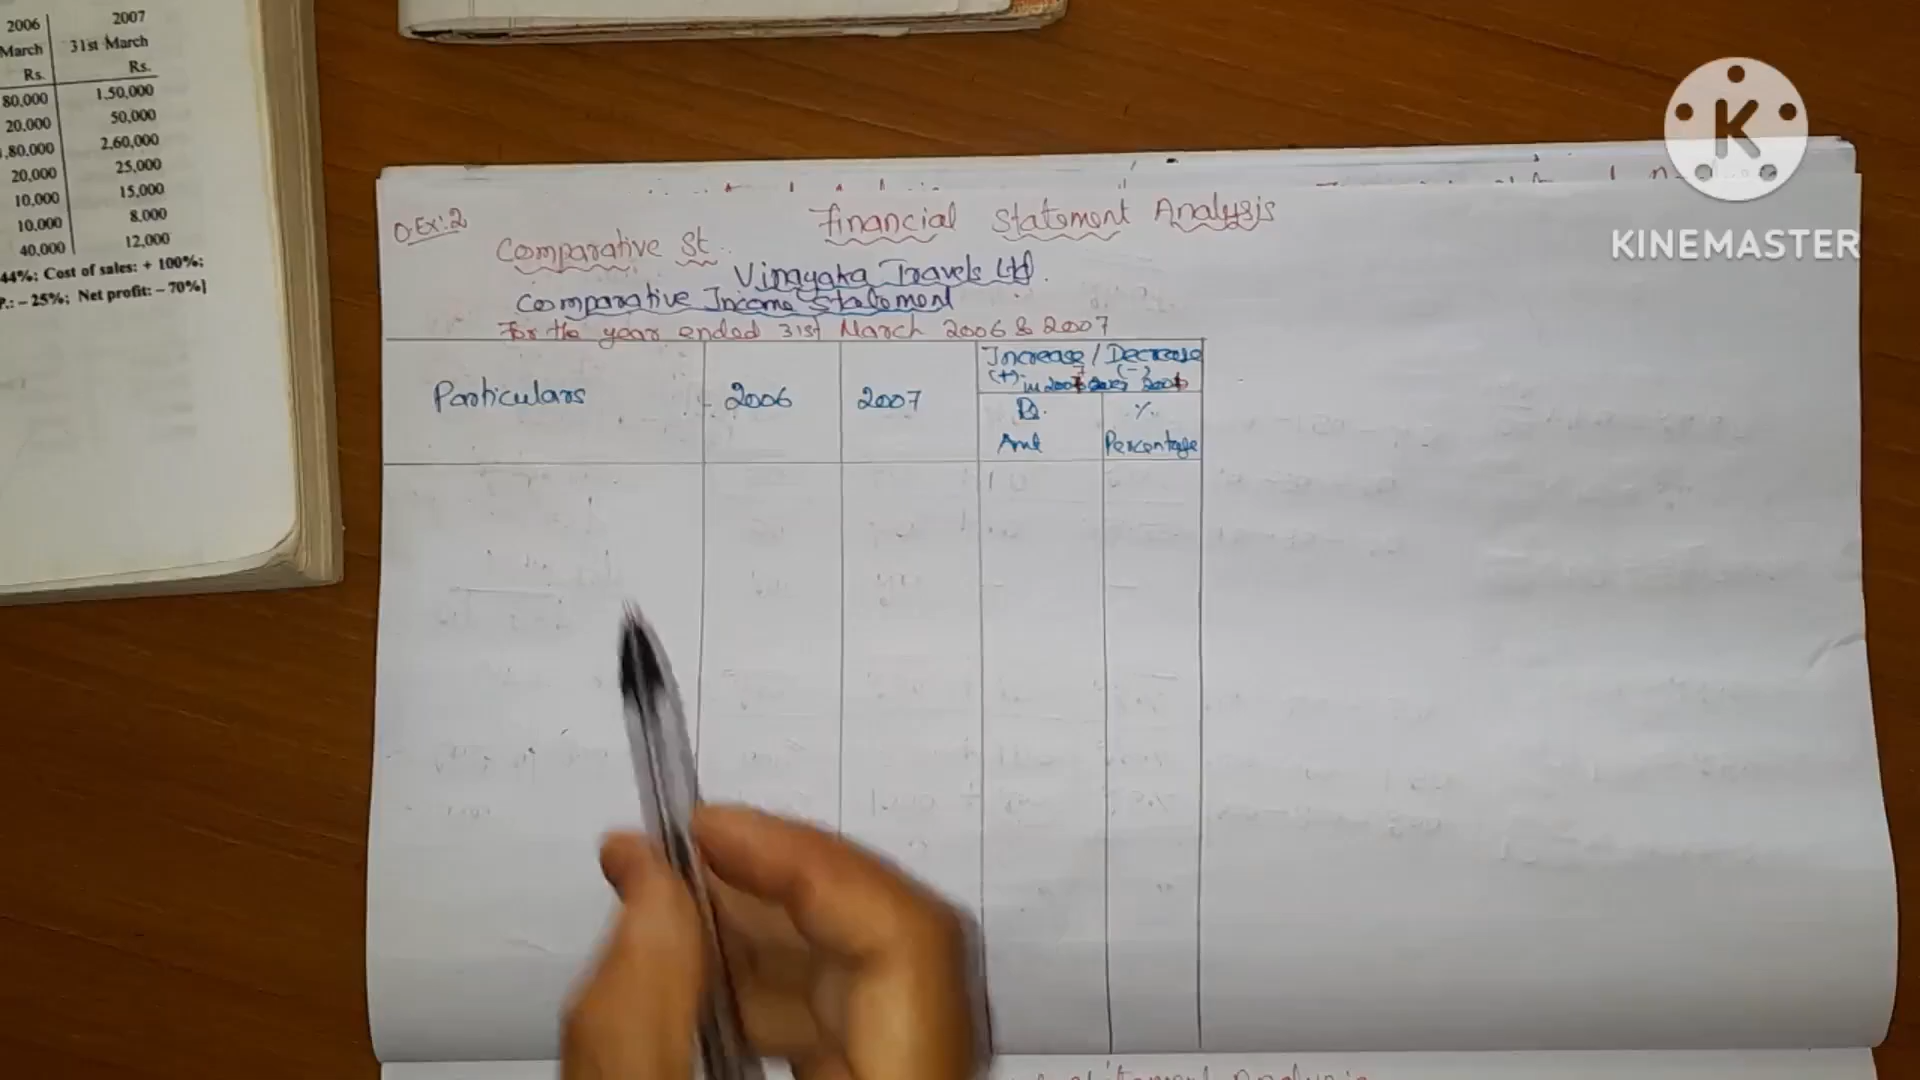 2006 2007
March 31st March
Rs. Rs.
80,000 1,50,000
20,000 50,000
,80,000 2,60,000
20,000 25,000
10,000 15,000
10,000 8,000
40,000 12,000
44%; Cost of sales: + 100%;
P.: – 25%; Net profit: – 70%]
KINEMASTER
Ex:2
Financial Statement Analysis
Comparative St.
Vinayaka Travels Ltd.
Comparative Income Statement
For the year ended 31st March 2006 & 2007
Particulars 2006 2007 Increase / Decrease
(+) (-)
in 2007 over
Rs. %
Amt Percentage